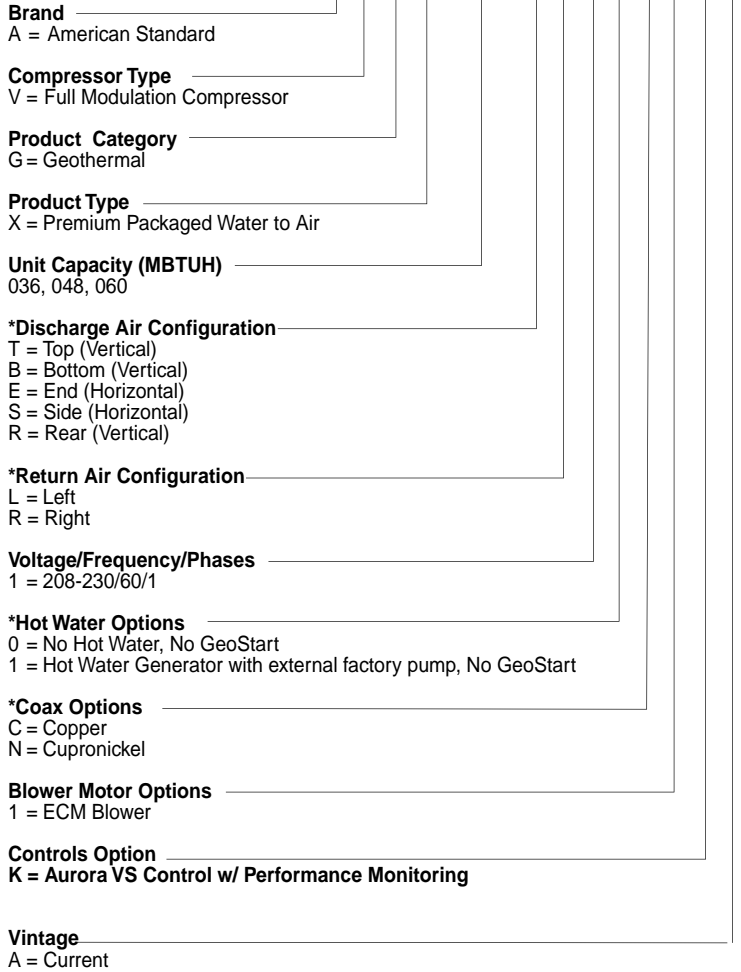 Brand
A = American Standard
Compressor Type
V = Full Modulation Compressor
Product Category
G = Geothermal
Product Type
X = Premium Packaged Water to Air
Unit Capacity (MBTUH)
036, 048, 060
*Discharge Air Configuration
T = Top (Vertical)
B = Bottom (Vertical)
E = End (Horizontal)
S = Side (Horizontal)
R = Rear (Vertical)
*Return Air Configuration
L = Left
R = Right
Voltage/Frequency/Phases
1 = 208-230/60/1
*Hot Water Options
0 = No Hot Water, No GeoStart
1 = Hot Water Generator with external factory pump, No GeoStart
*Coax Options
C = Copper
N = Cupronickel
Blower Motor Options
1 = ECM Blower
Controls Option
K = Aurora VS Control w/ Performance Monitoring
Vintage
A = Current